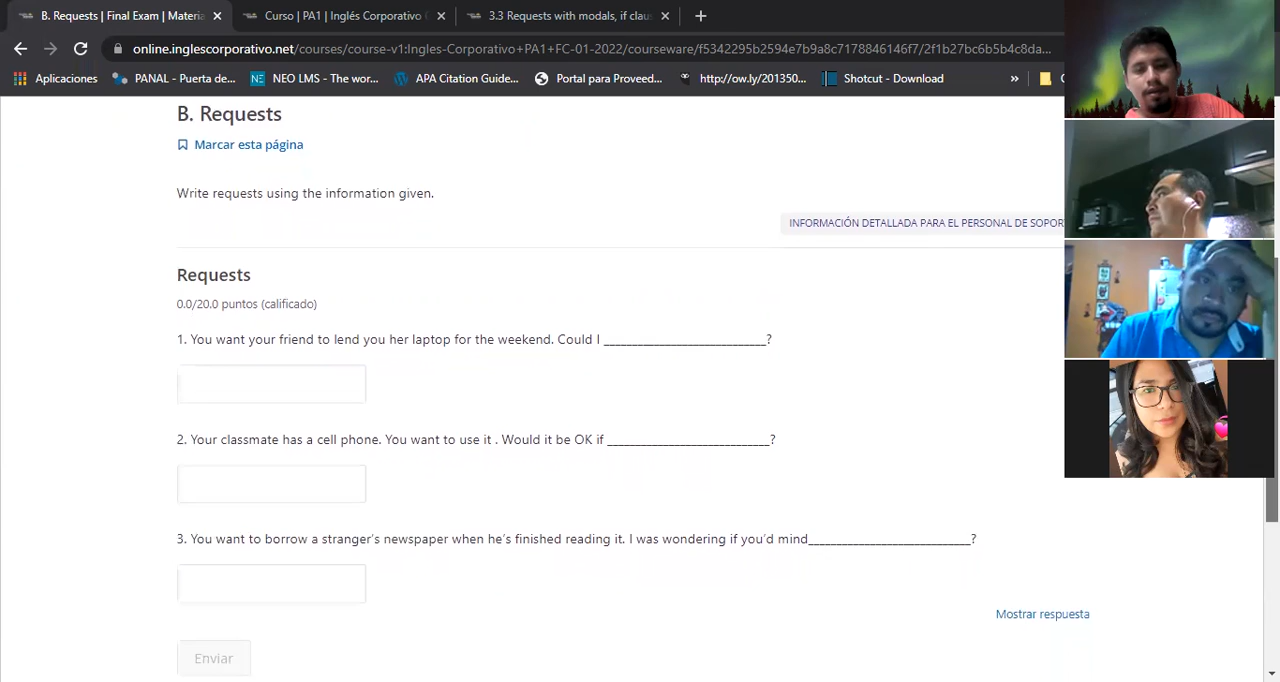 B. Requests | Final Exam | Materia
Curso | PA1 | Inglés Corporativo
3.3 Requests with modals, if clau
online.inglescorporativo.net/courses/course-v1:Ingles-Corporativo+PA1+FC-01-2022/courseware/f5342295b2594e7b9a8c7178846146f7/2f1b27bc6b5b4c8da...
Aplicaciones
PANAL - Puerta de...
NEO LMS - The wor...
APA Citation Guide...
Portal para Proveed...
http://ow.ly/201350...
Shotcut - Download
»
B. Requests
Marcar esta página
Write requests using the information given.
INFORMACIÓN DETALLADA PARA EL PERSONAL DE SOPOR
Requests
0.0/20.0 puntos (calificado)
1. You want your friend to lend you her laptop for the weekend. Could I __________________________?
2. Your classmate has a cell phone. You want to use it . Would it be OK if __________________________?
3. You want to borrow a stranger's newspaper when he's finished reading it. I was wondering if you'd mind__________________________?
Mostrar respuesta
Enviar